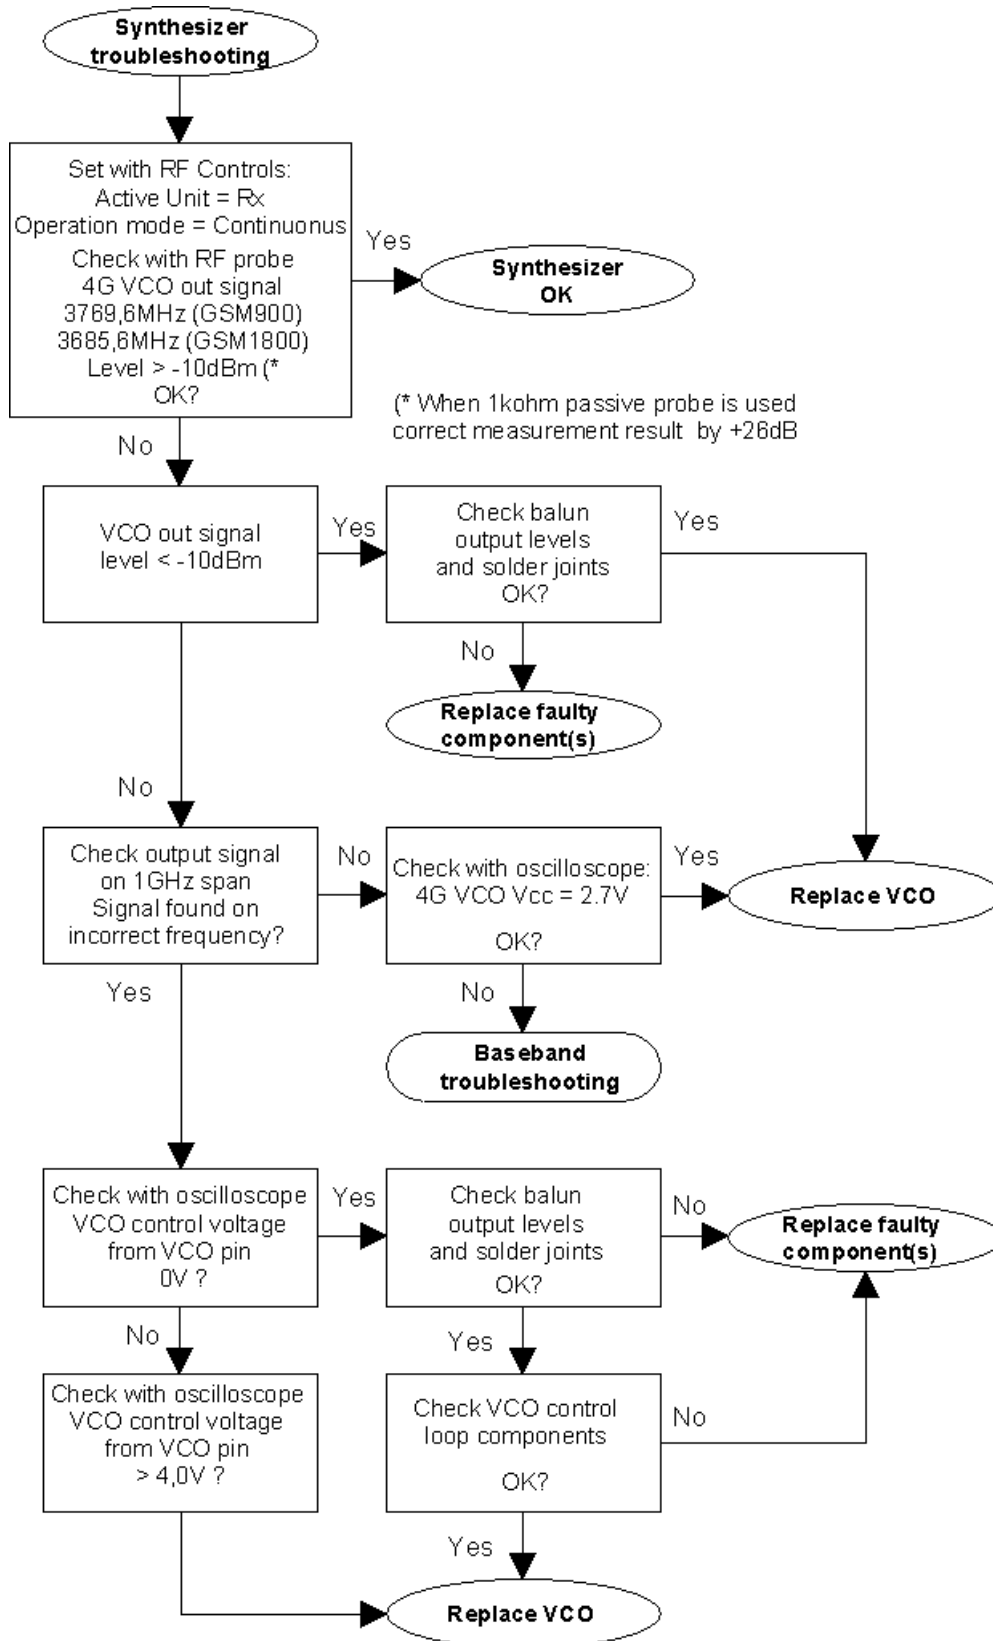 Synthesizer
troubleshooting
Set with RF Controls:
Active Unit = Rx
Operation mode = Continuonus
Check with RF probe
4G VCO out signal
3769,6MHz (GSM900)
3685,6MHz (GSM1800)
Level > -10dBm (*
OK?
Yes
Synthesizer
OK
(* When 1kohm passive probe is used
correct measurement result by +26dB
No
VCO out signal
level < -10dBm
Yes
Check balun
output levels
and solder joints
OK?
Yes
No
Replace faulty
component(s)
No
Check output signal
on 1GHz span
Signal found on
incorrect frequency?
No
Check with oscilloscope:
4G VCO Vcc = 2.7V
OK?
Yes
Replace VCO
No
Baseband
troubleshooting
Yes
Check with oscilloscope
VCO control voltage
from VCO pin
0V ?
Yes
Check balun
output levels
and solder joints
OK?
No
Replace faulty
component(s)
No
Yes
Check with oscilloscope
VCO control voltage
from VCO pin
> 4,0V ?
Check VCO control
loop components
OK?
No
Yes
Replace VCO